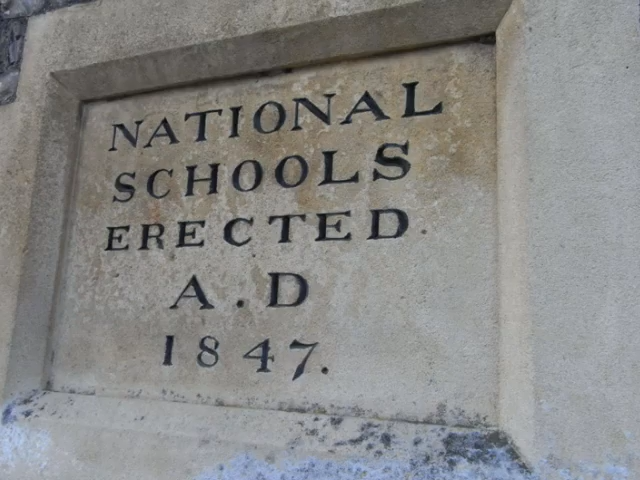 NATIONAL
SCHOOLS
ERECTED.
A.D
1847.